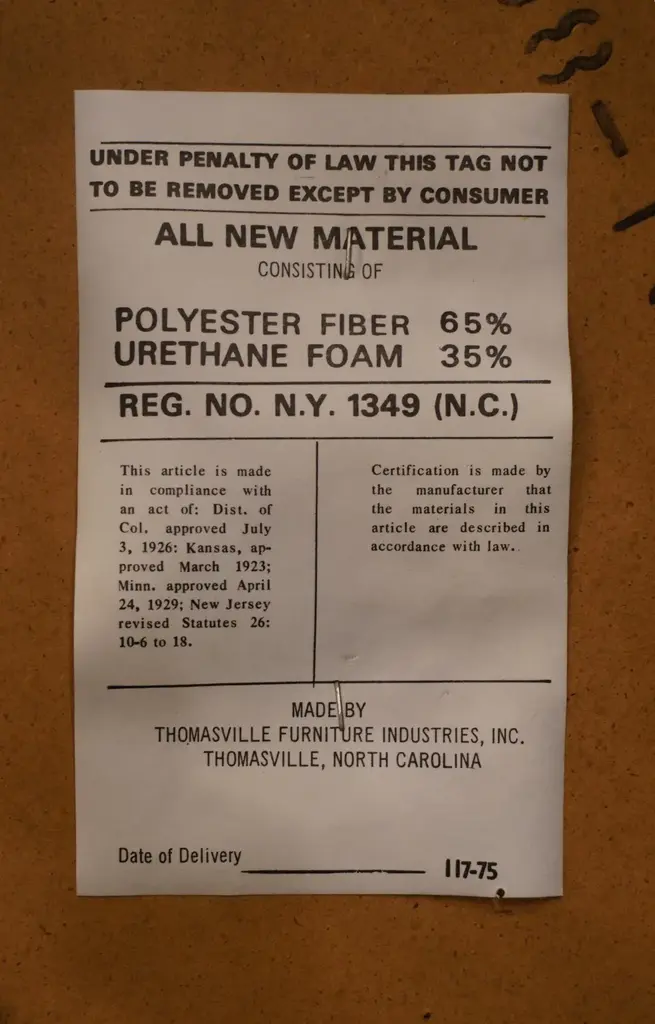 UNDER PENALTY OF LAW THIS TAG NOT
TO BE REMOVED EXCEPT BY CONSUMER
ALL NEW MATERIAL
CONSISTING OF
POLYESTER FIBER 65%
URETHANE FOAM 35%
REG. NO. N.Y. 1349 (N.C.)
This article is made
in compliance with
an act of: Dist. of
Col. approved July
3, 1926: Kansas, ap-
proved March 1923;
Minn. approved April
24, 1929; New Jersey
revised Statutes 26:
10-6 to 18.
Certification is made by
the manufacturer that
the materials in this
article are described in
accordance with law.
MADE BY
THOMASVILLE FURNITURE INDUSTRIES, INC.
THOMASVILLE, NORTH CAROLINA
Date of Delivery 117-75